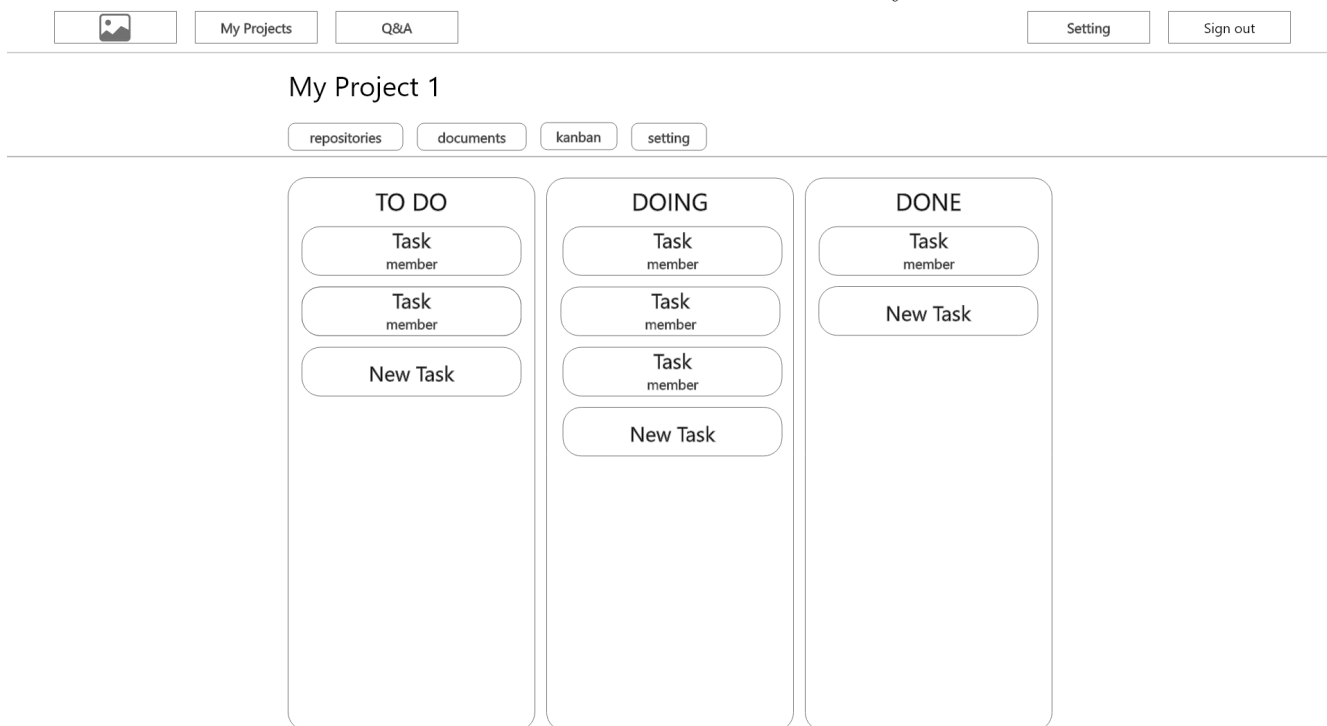 My Projects
Q&A
Setting
Sign out
My Project 1
repositories
documents
kanban
setting
TO DO
Task
member
Task
member
New Task
DOING
Task
member
Task
member
Task
member
New Task
DONE
Task
member
New Task